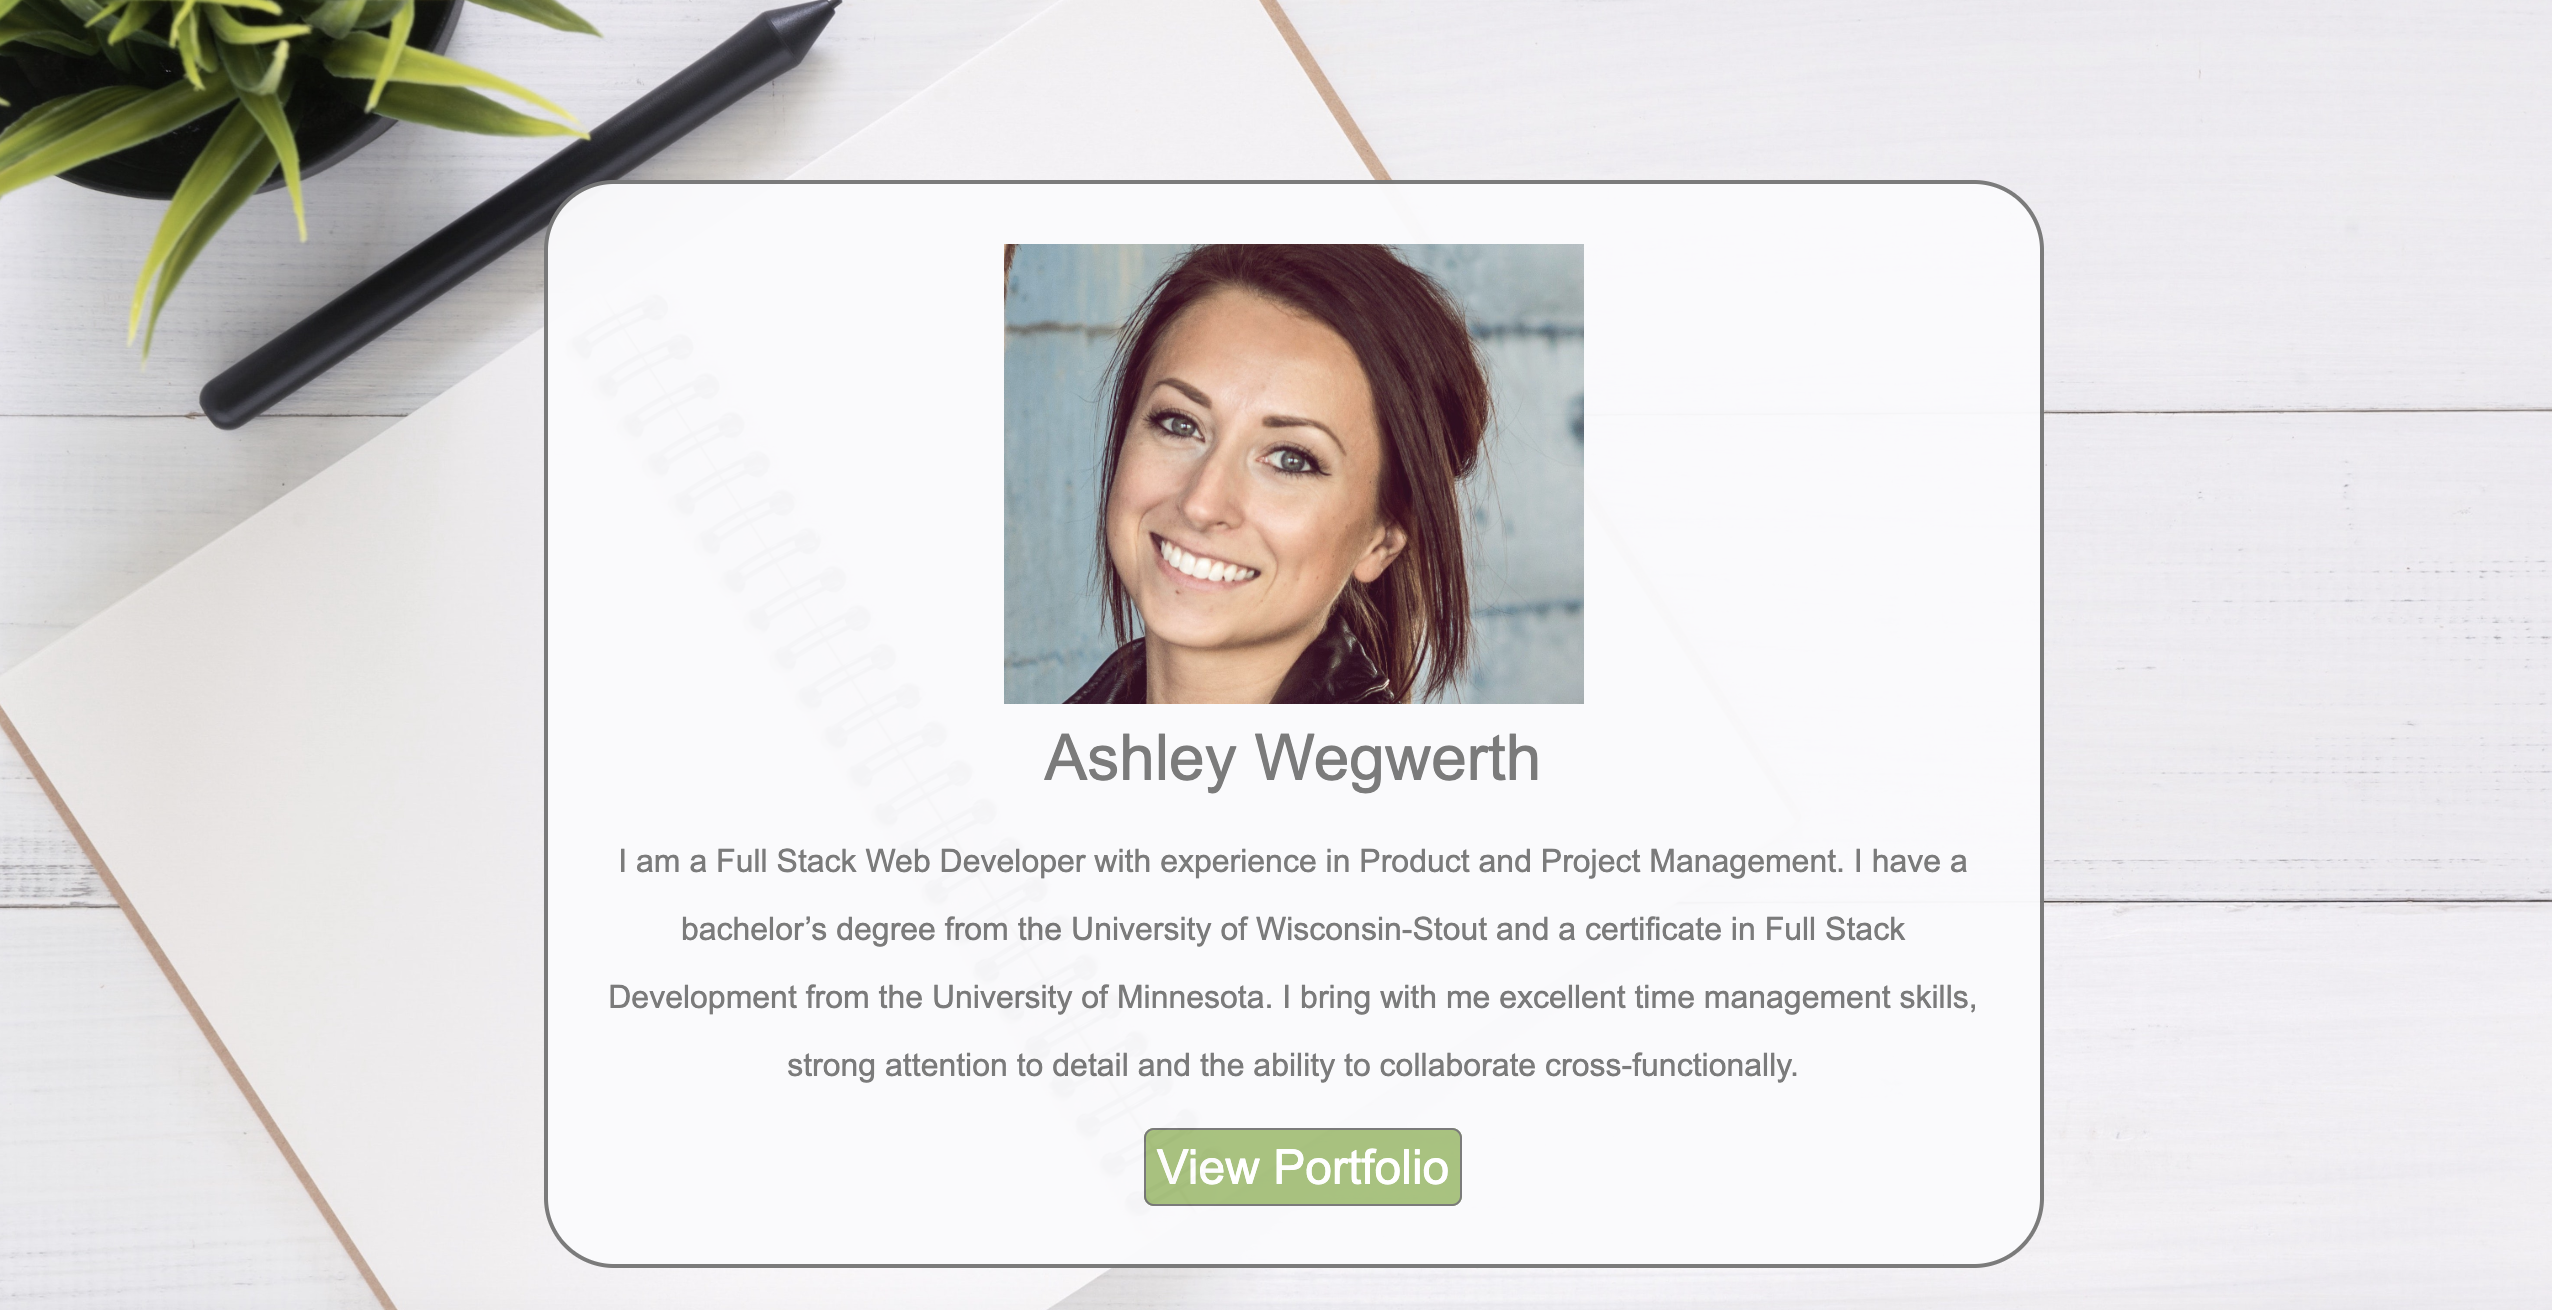 Ashley Wegwerth
I am a Full Stack Web Developer with experience in Product and Project Management. I have a
bachelor’s degree from the University of Wisconsin-Stout and a certificate in Full Stack
Development from the University of Minnesota. I bring with me excellent time management skills,
strong attention to detail and the ability to collaborate cross-functionally.
View Portfolio